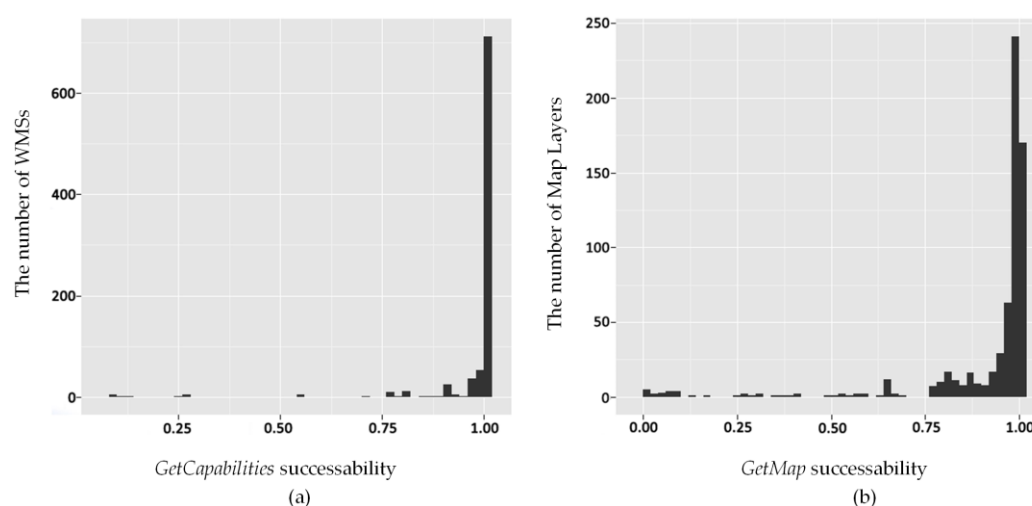 The number of WMSs
600
400
200
0
0.25 0.50 0.75 1.00
GetCapabilities successability
(a)
The number of Map Layers
250
200
150
100
50
0
0.00 0.25 0.50 0.75 1.00
GetMap successability
(b)